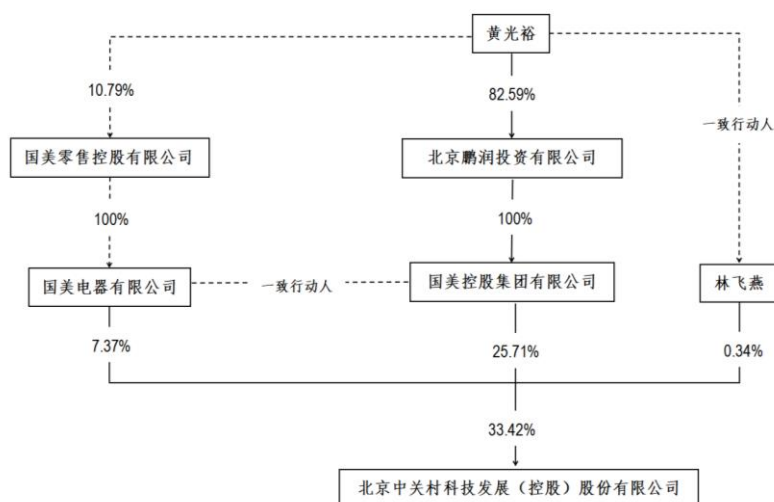 黄光裕
10.79%
82.59%
一致行动人
国美零售控股有限公司
北京鹏润投资有限公司
100%
100%
国美电器有限公司
一致行动人
国美控股集团有限公司
林飞燕
7.37%
25.71%
0.34%
33.42%
北京中关村科技发展（控股）股份有限公司